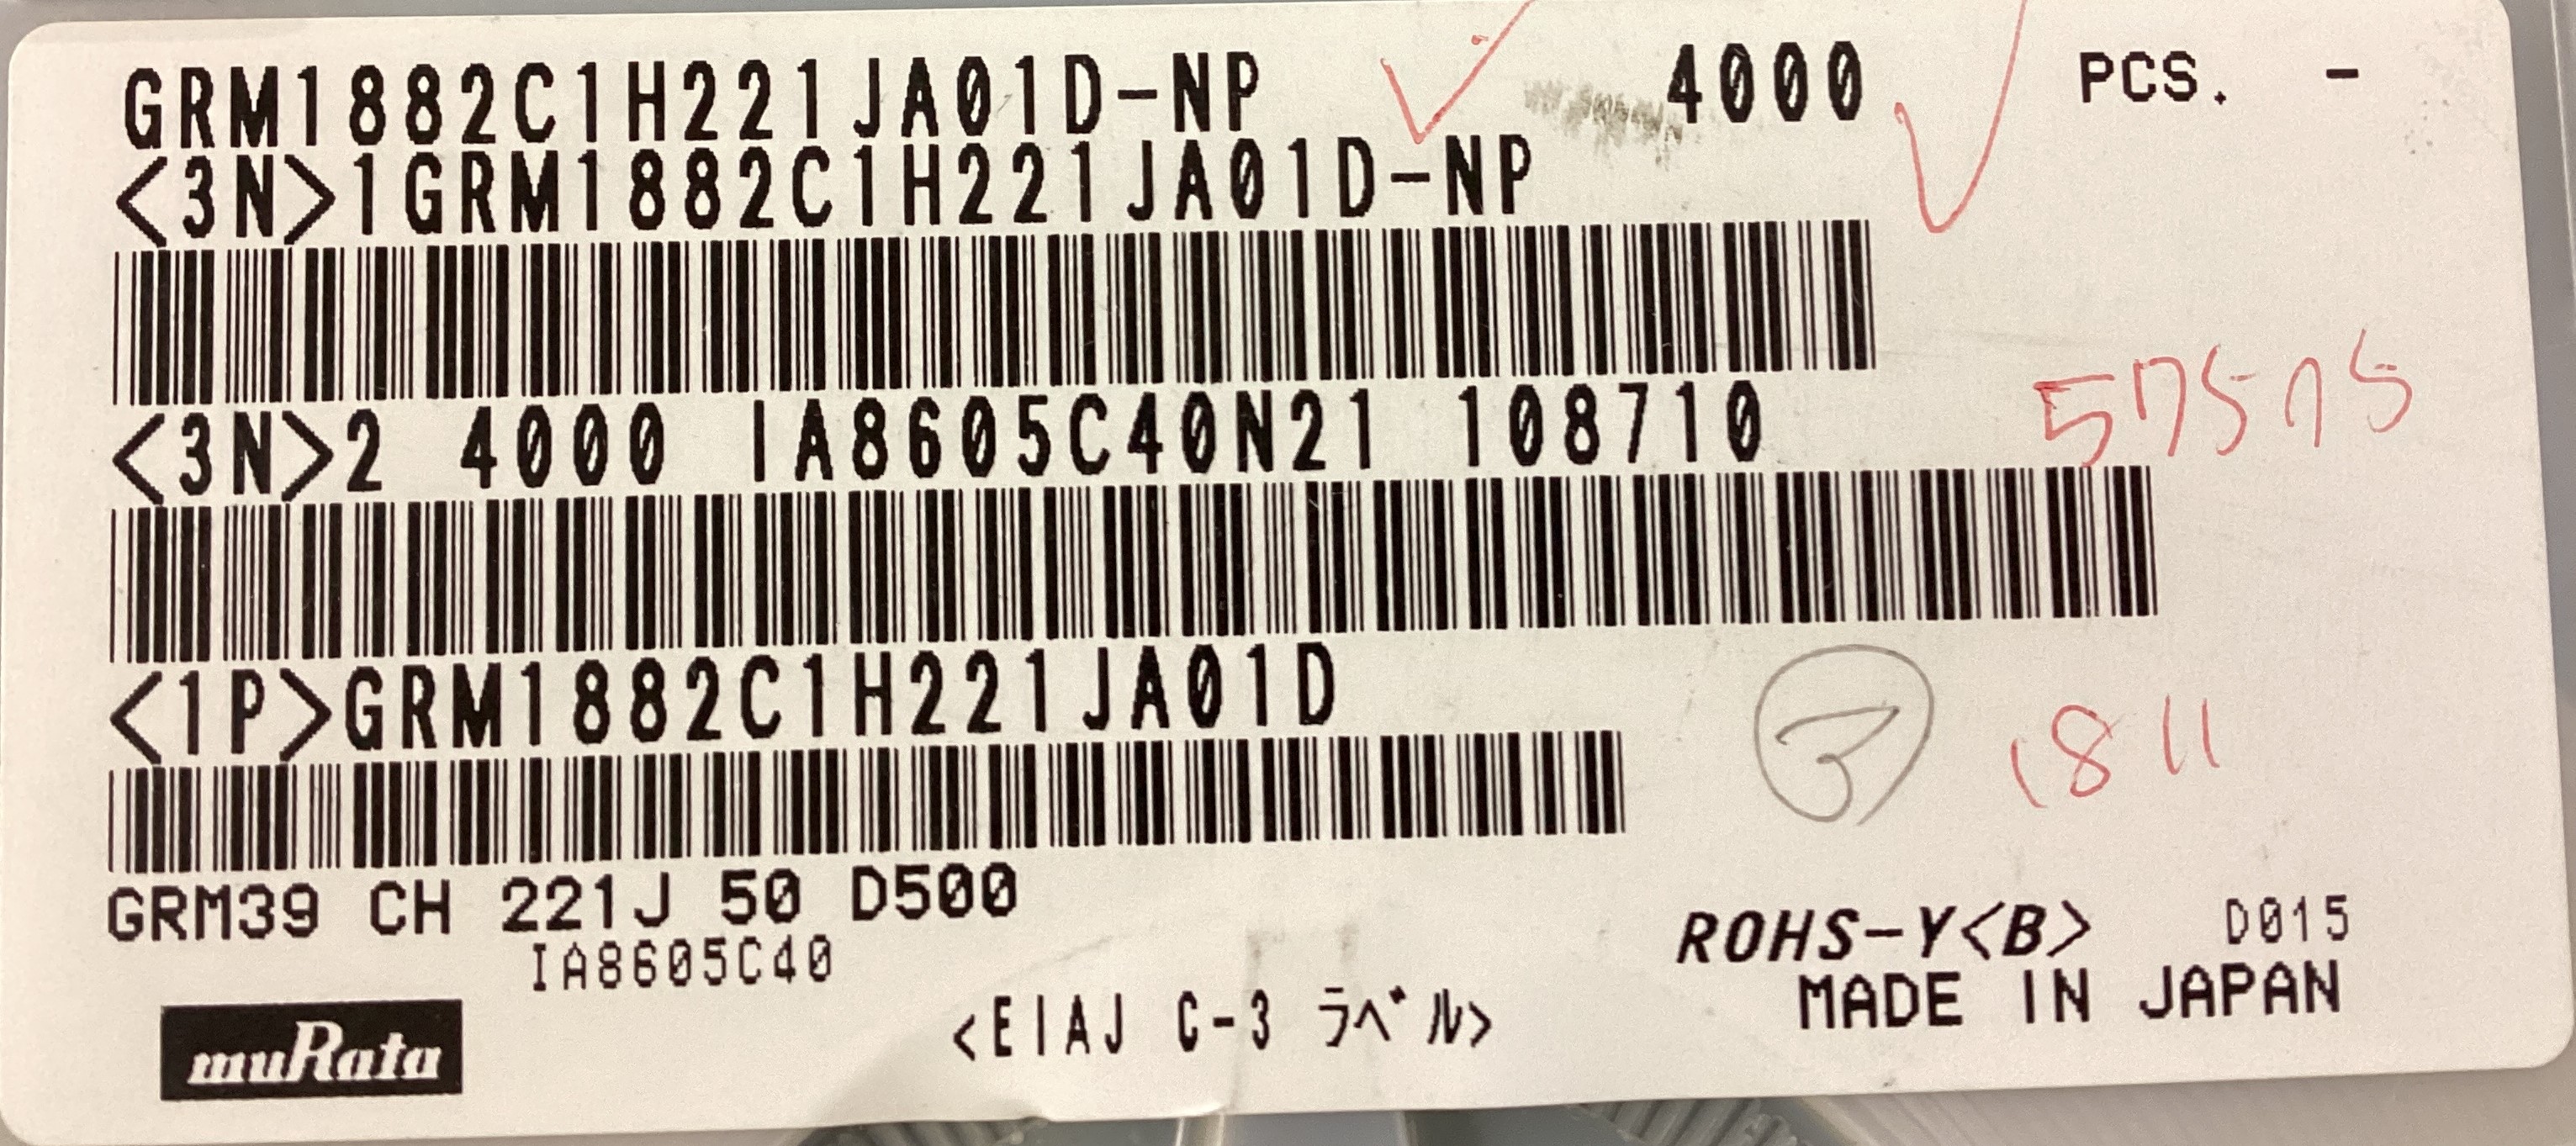 GRM1882C1H221JA01D-NP 4000 PCS. -
<3N>1GRM1882C1H221JA01D-NP
<3N>2 4000 IA8605C40N21 108710
57575
<1P>GRM1882C1H221JA01D
3 1811
GRM39 CH 221J 50 D500
IA8605C40
ROHS-Y<B> D015
MADE IN JAPAN
muRata
<EIAJ C-3 ラベル>